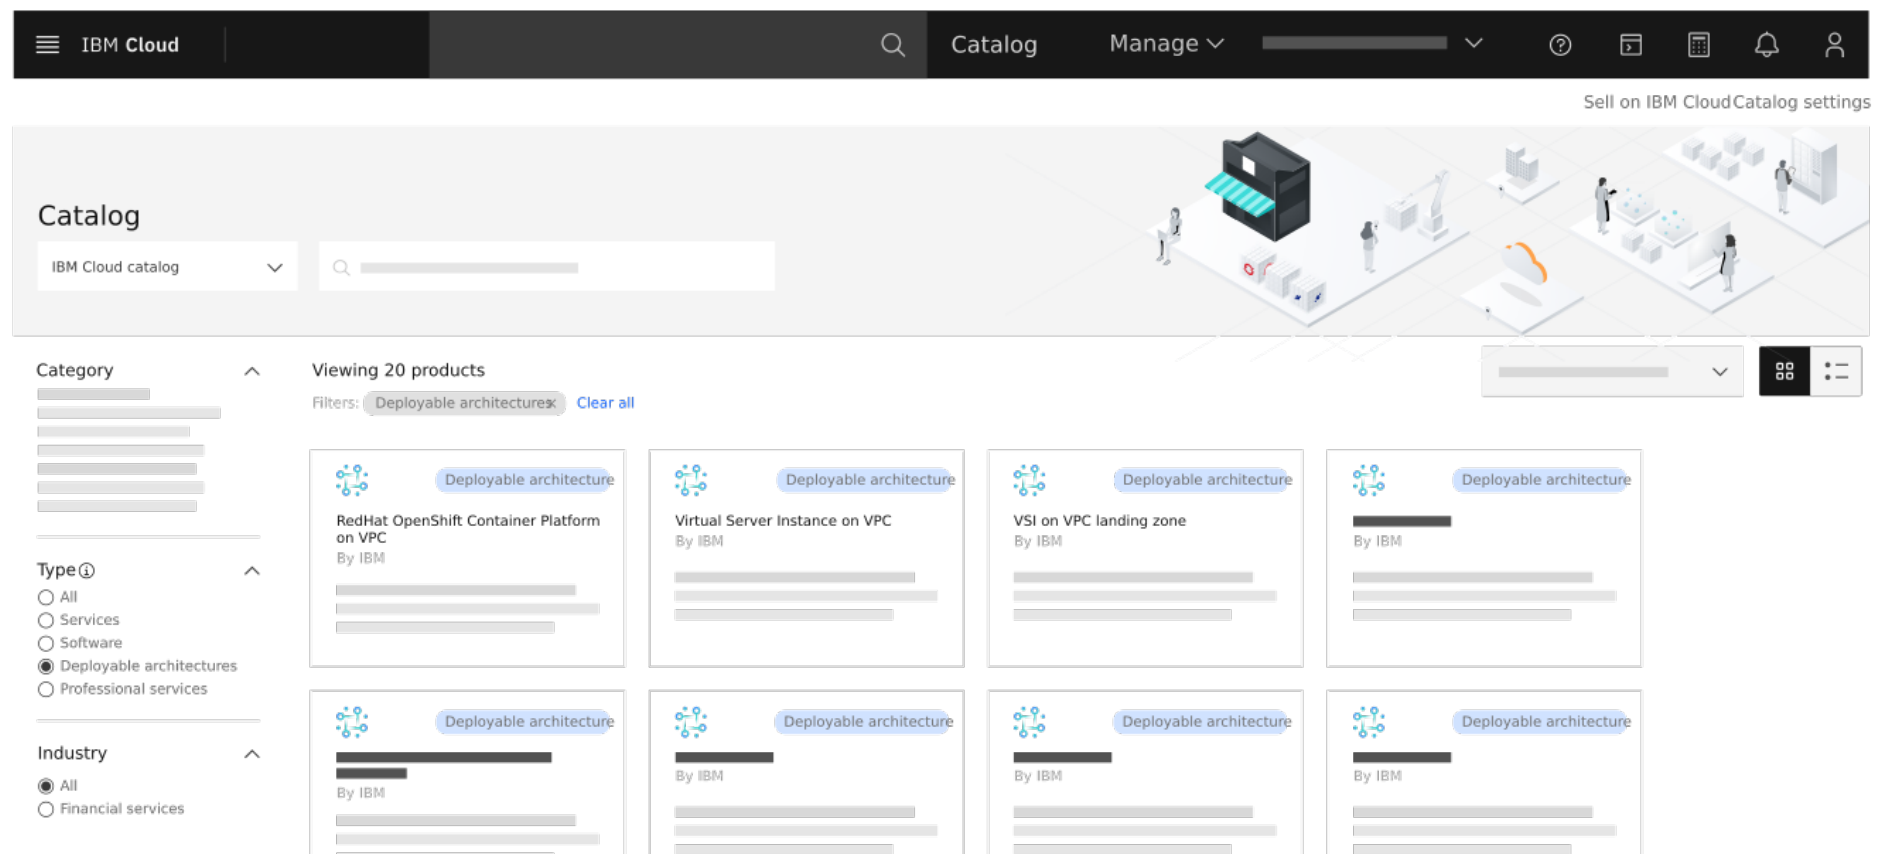 IBM Cloud
Catalog
Manage
Sell on IBM Cloud
Catalog settings
Catalog
IBM Cloud catalog
Category
Type
All
Services
Software
Deployable architectures
Professional services
Industry
All
Financial services
Viewing 20 products
Filters: Deployable architectures × Clear all
Deployable architecture
RedHat OpenShift Container Platform
on VPC
By IBM
Deployable architecture
Virtual Server Instance on VPC
By IBM
Deployable architecture
VSI on VPC landing zone
By IBM
Deployable architecture
By IBM
Deployable architecture
By IBM
Deployable architecture
By IBM
Deployable architecture
By IBM
Deployable architecture
By IBM